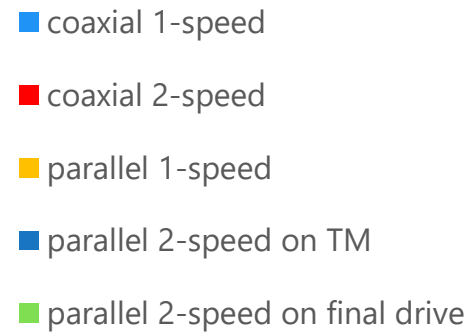 coaxial 1-speed
coaxial 2-speed
parallel 1-speed
parallel 2-speed on TM
parallel 2-speed on final drive